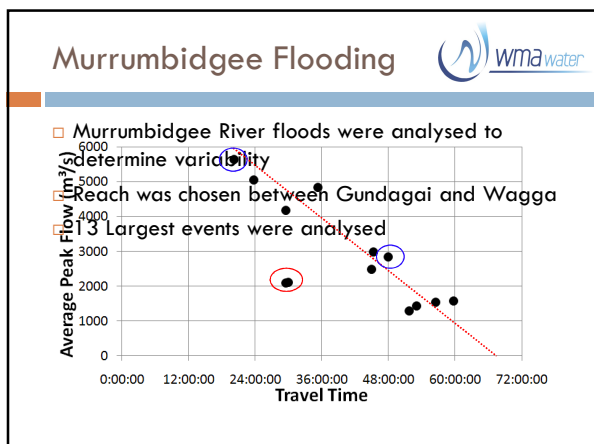 Murrumbidgee Flooding
wma water
Murrumbidgee River floods were analysed to
determine variability
Reach was chosen between Gundagai and Wagga
13 Largest events were analysed
Average Peak Flow (m³/s)
6000
5000
4000
3000
2000
1000
0
0:00:00 12:00:00 24:00:00 36:00:00 48:00:00 60:00:00 72:00:00
Travel Time